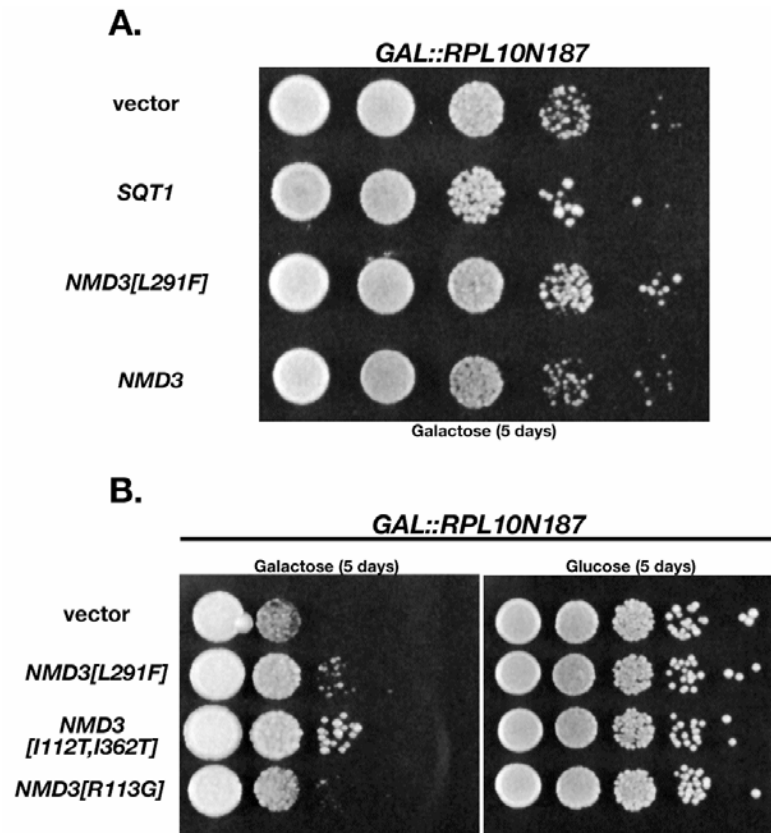 A.
GAL::RPL10N187
vector
SQT1
NMD3[L291F]
NMD3
Galactose (5 days)
B.
GAL::RPL10N187
Galactose (5 days)
Glucose (5 days)
vector
NMD3[L291F]
NMD3
[I112T,I362T]
NMD3[R113G]